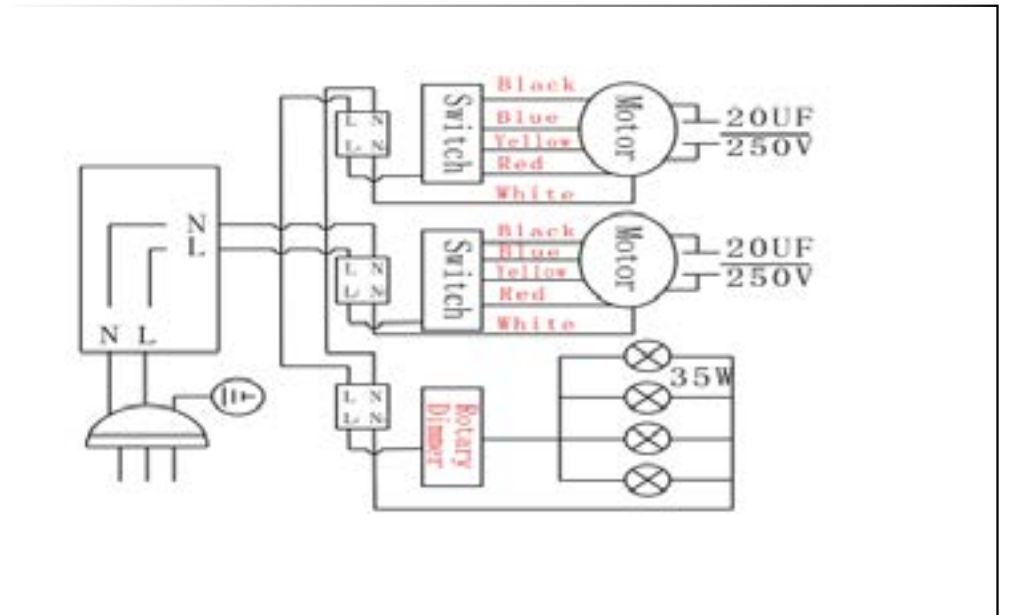 L N
L N
Switch
Black
Blue
Yellow
Red
White
Motor
20UF
250V
N
L
N L
L N
L N
Switch
Black
Blue
Yellow
Red
White
Motor
20UF
250V
L N
L N
Rotary
Dimmer
35W